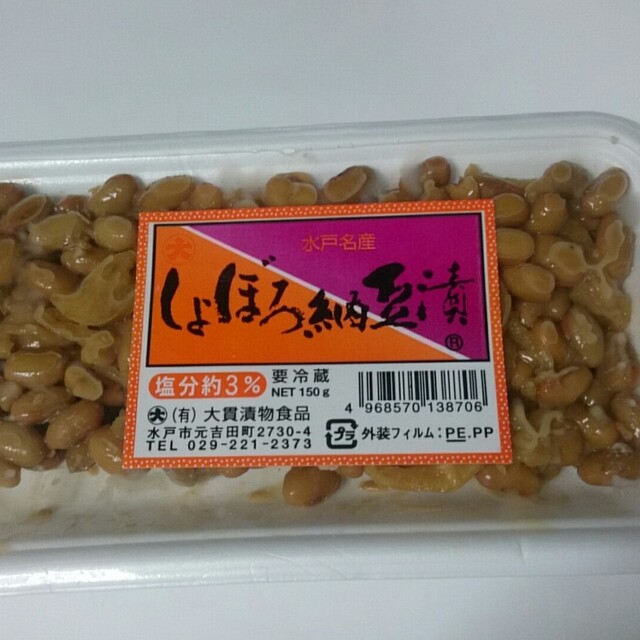 大
水戸名産
しょぼろ納豆漬
®
塩分約3%
要冷蔵
NET 150g
大 (有) 大貫漬物食品
水戸市元吉田町2730-4
TEL 029-221-2373
4 968570 138706
プラ 外装フィルム:PE.PP